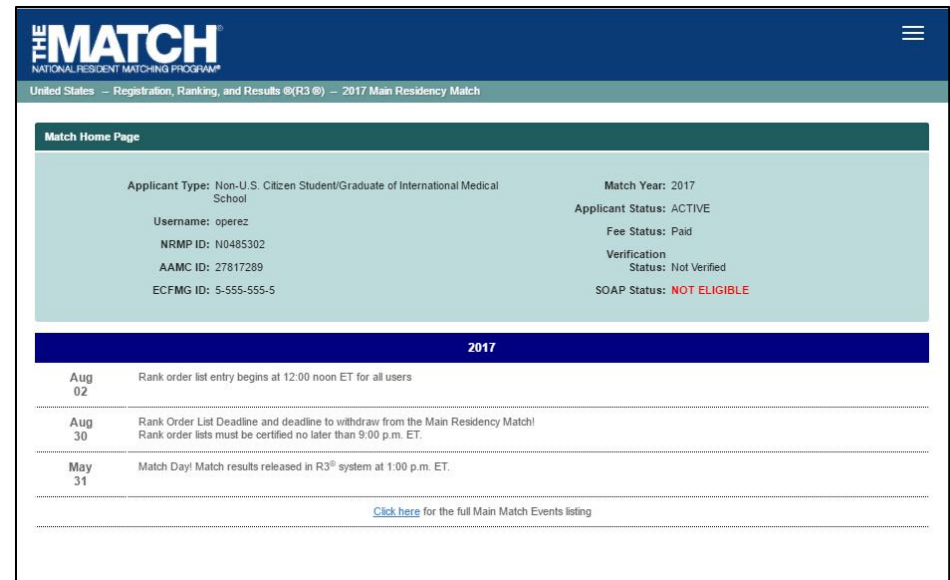 THE MATCH®
NATIONAL RESIDENT MATCHING PROGRAM®
United States – Registration, Ranking, and Results ®(R3 ®) – 2017 Main Residency Match
Match Home Page
Applicant Type: Non-U.S. Citizen Student/Graduate of International Medical
School
Username: operez
NRMP ID: N0485302
AAMC ID: 27817289
ECFMG ID: 5-555-555-5
Match Year: 2017
Applicant Status: ACTIVE
Fee Status: Paid
Verification
Status: Not Verified
SOAP Status: NOT ELIGIBLE
2017
Aug
02
Rank order list entry begins at 12:00 noon ET for all users
Aug
30
Rank Order List Deadline and deadline to withdraw from the Main Residency Match!
Rank order lists must be certified no later than 9:00 p.m. ET.
May
31
Match Day! Match results released in R3® system at 1:00 p.m. ET.
Click here for the full Main Match Events listing